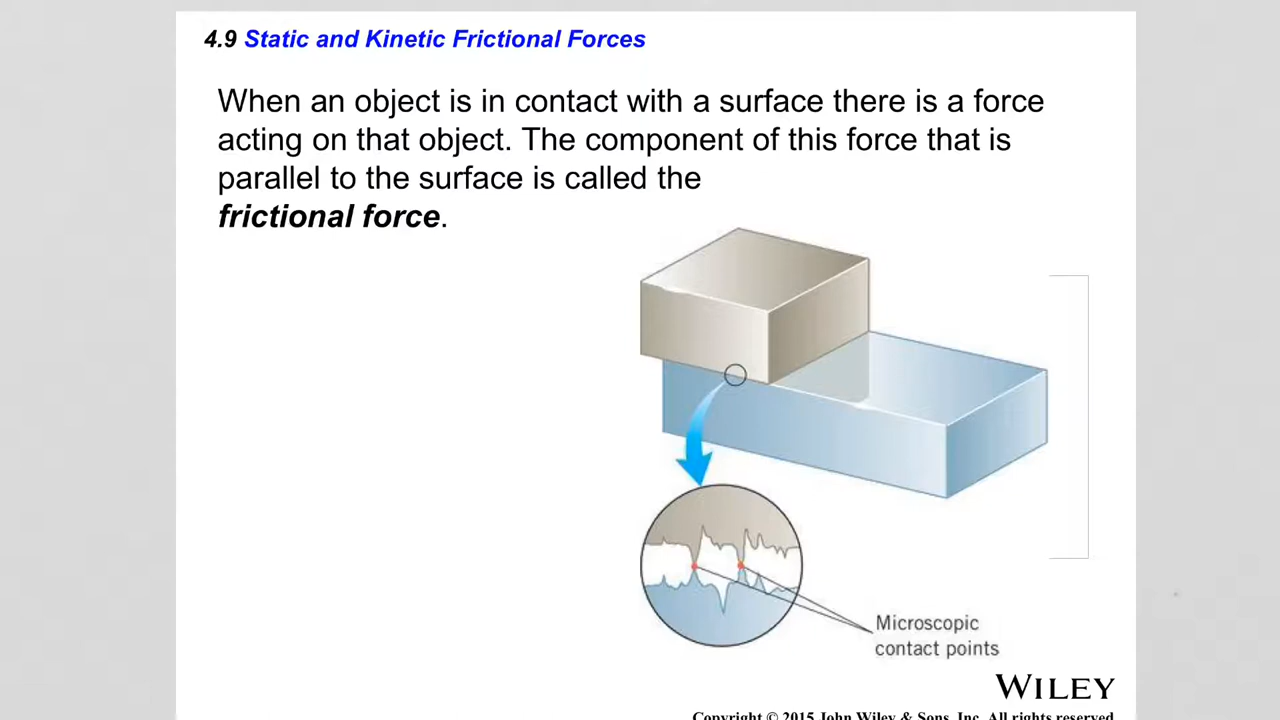 4.9 Static and Kinetic Frictional Forces
When an object is in contact with a surface there is a force
acting on that object. The component of this force that is
parallel to the surface is called the
frictional force.
Microscopic
contact points
WILEY
Copyright © 2015 John Wiley & Sons, Inc. All rights reserved.